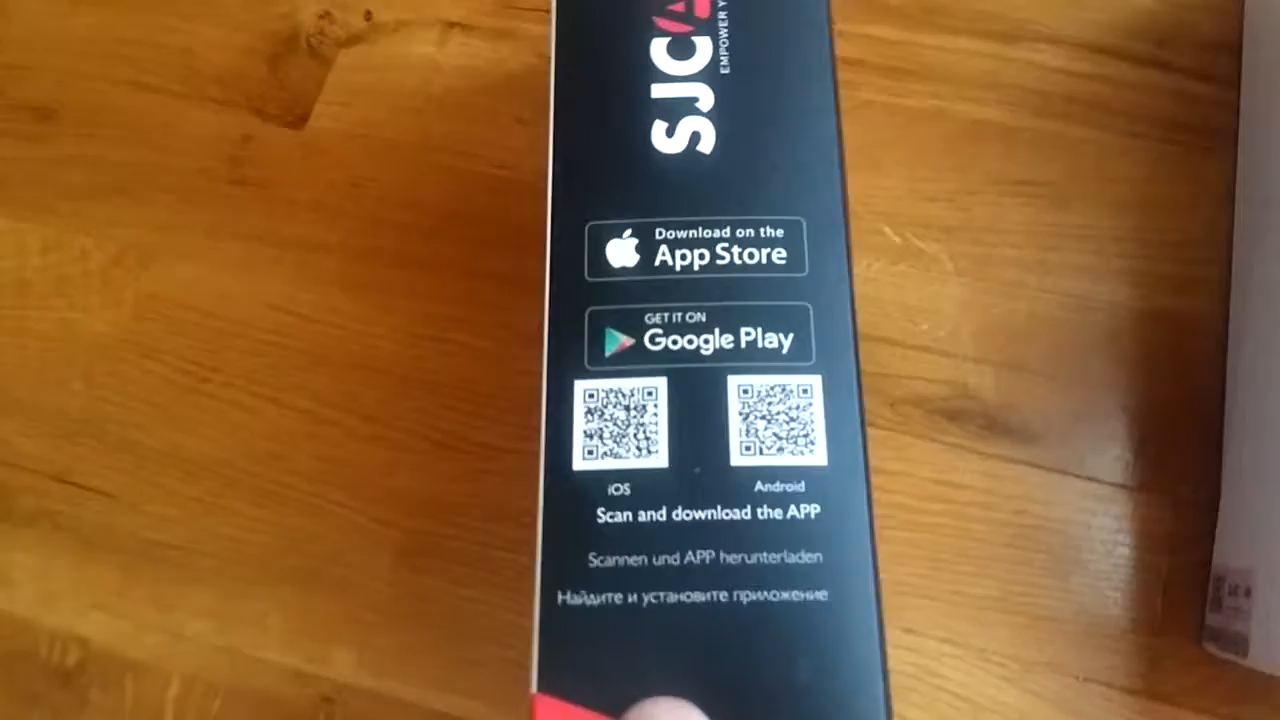 SJC
EMPOWER Y
Download on the
App Store
GET IT ON
Google Play
iOS
Android
Scan and download the APP
Scannen und APP herunterladen
Найдите и установите приложение